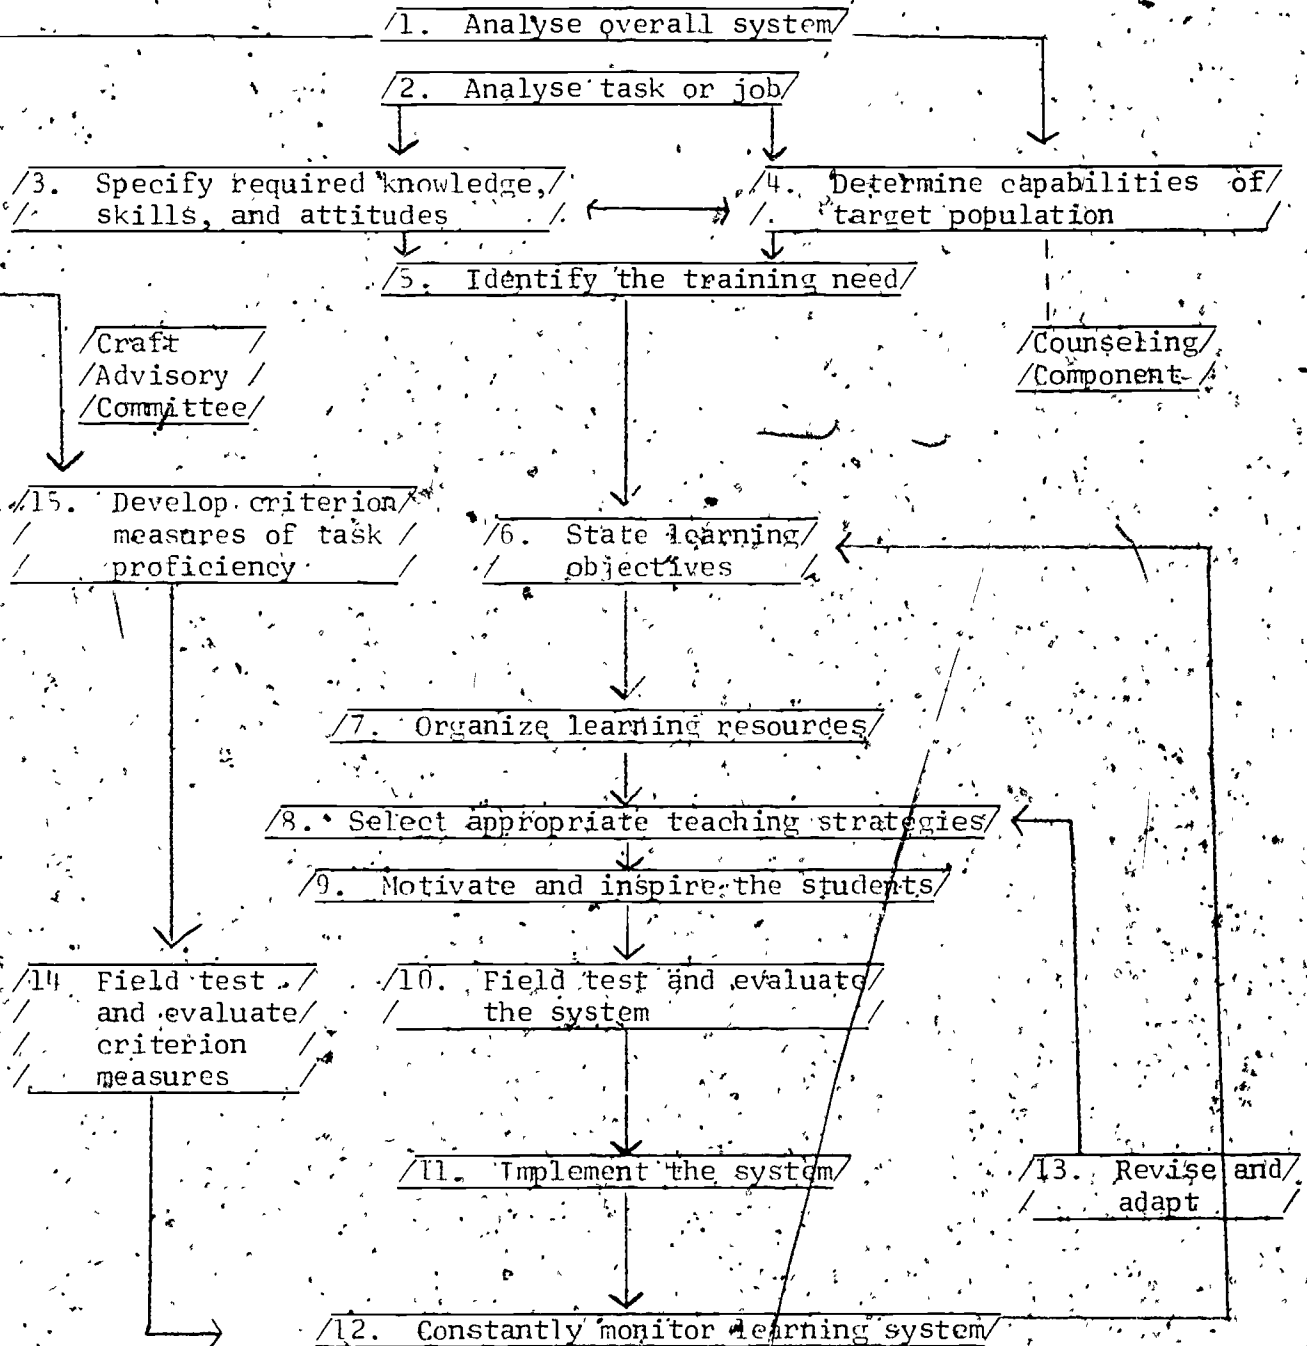 1. Analyse overall system
2. Analyse task or job
3. Specify required knowledge,
skills, and attitudes
4. Determine capabilities of
target population
5. Identify the training need
Craft
Advisory
Committee
Counseling
Component
15. Develop criterion
measures of task
proficiency
6. State learning
objectives
7. Organize learning resources
8. Select appropriate teaching strategies
9. Motivate and inspire the students
14 Field test
and evaluate
criterion
measures
10. Field test and evaluate
the system
11. Implement the system
13. Revise and
adapt
12. Constantly monitor learning system